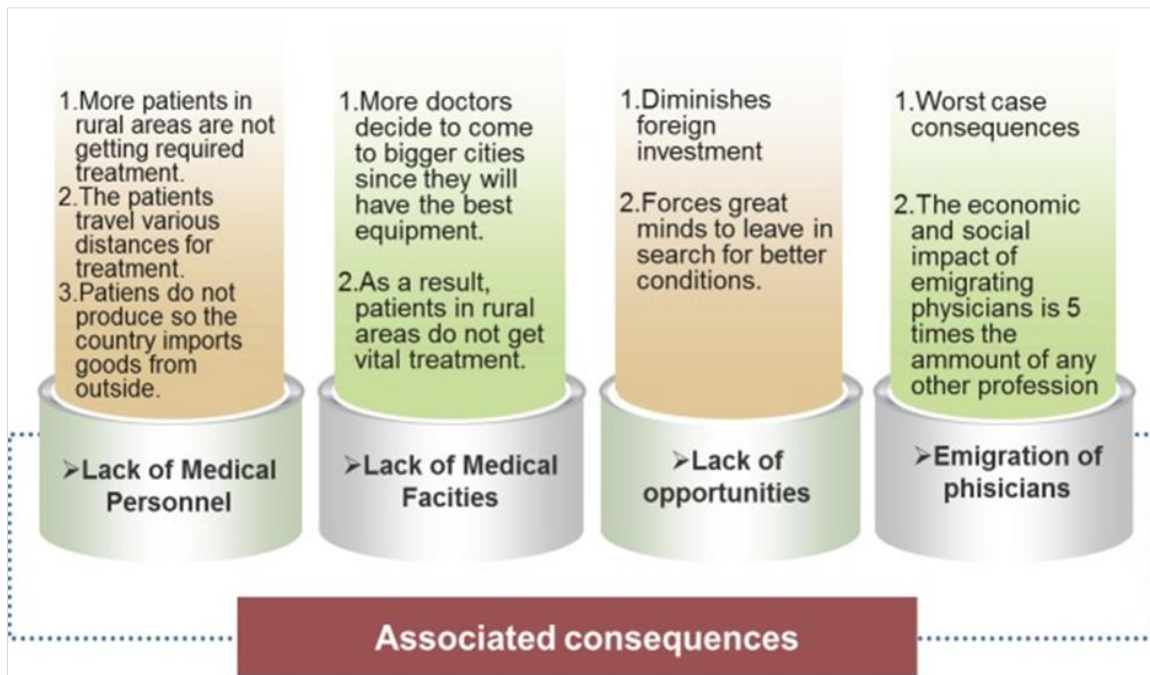 1.More patients in
rural areas are not
getting required
treatment.
2.The patients
travel various
distances for
treatment.
3.Patiens do not
produce so the
country imports
goods from
outside.
➢Lack of Medical
Personnel
1.More doctors
decide to come
to bigger cities
since they will
have the best
equipment.
2.As a result,
patients in rural
areas do not get
vital treatment.
➢Lack of Medical
Facities
1.Diminishes
foreign
investment
2.Forces great
minds to leave in
search for better
conditions.
➢Lack of
opportunities
1.Worst case
consequences
2.The economic
and social
impact of
emigrating
physicians is 5
times the
ammount of any
other profession
➢Emigration of
phisicians
Associated consequences